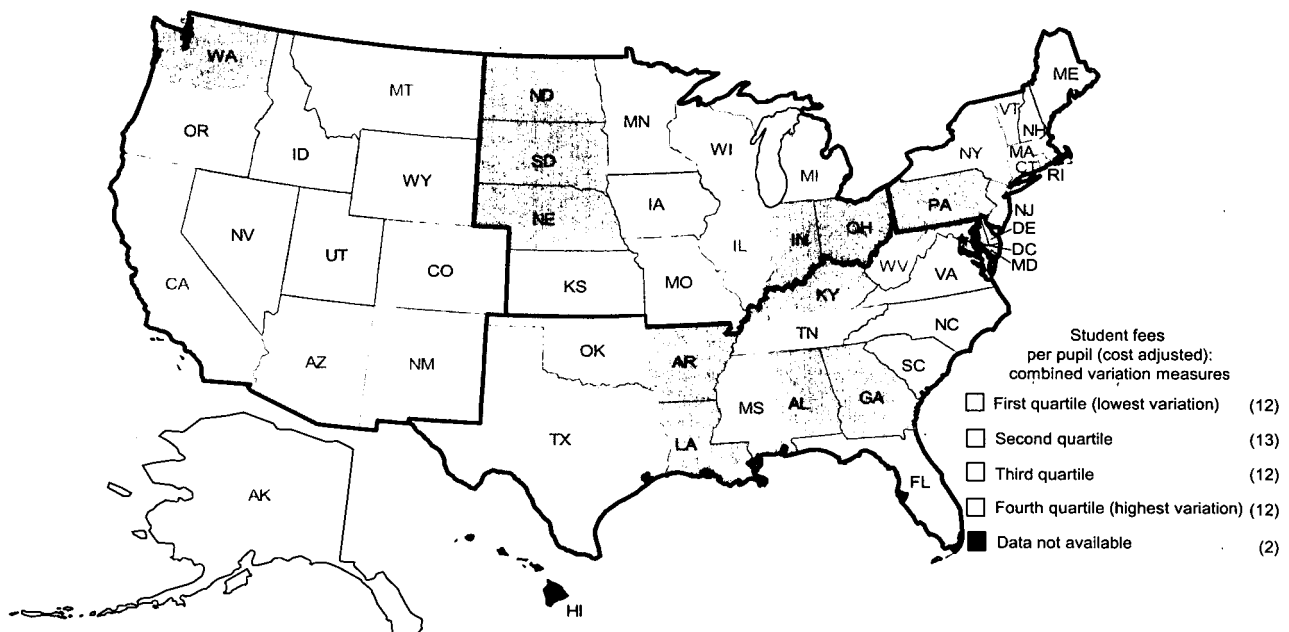 WA
MT
ND
MN
ME
VT
NH
OR
ID
SD
WI
NY
MA
WY
MI
CT
RI
NE
IA
PA
NJ
NV
UT
IL
IN
OH
DE
DC
MD
CA
CO
KS
MO
WV
VA
KY
TN
NC
AZ
NM
OK
AR
SC
MS
AL
GA
TX
LA
FL
AK
HI
Student fees
per pupil (cost adjusted):
combined variation measures
First quartile (lowest variation) (12)
Second quartile (13)
Third quartile (12)
Fourth quartile (highest variation) (12)
Data not available (2)